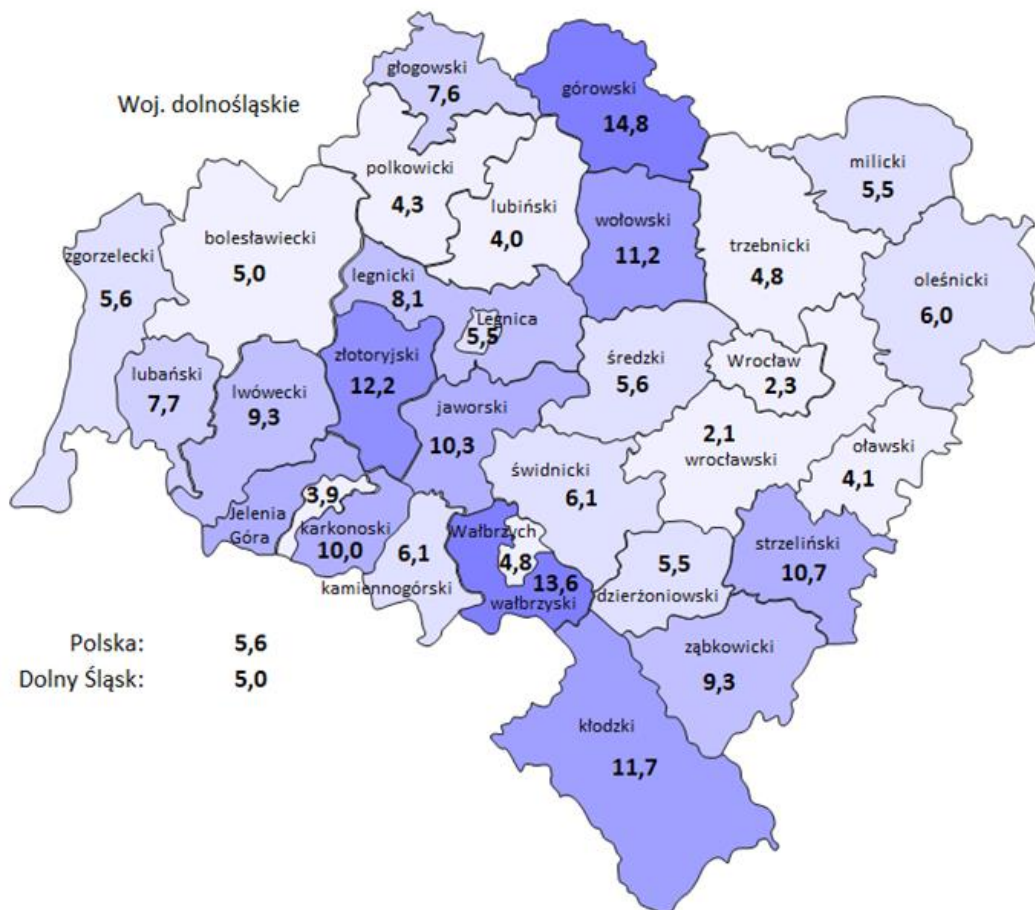 głogowski
7,6
Woj. dolnośląskie
górowski
14,8
milicki
5,5
polkowicki
4,3
lubiński
4,0
wołowski
11,2
trzebnicki
4,8
bolesławiecki
5,0
zgorzelecki
5,6
legnicki
8,1
oleśnicki
6,0
Legnica
5,5
złotoryjski
12,2
średzki
5,6
Wrocław
2,3
lubański
7,7
lwówecki
9,3
jaworski
10,3
2,1
wrocławski
oławski
4,1
świdnicki
6,1
3,9
Jelenia
Góra
karkonoski
10,0
6,1
kamiennogórski
Wałbrzych
4,8
13,6
wałbrzyski
5,5
dzierżoniowski
strzeliński
10,7
Polska: 5,6
Dolny Śląsk: 5,0
ząbkowicki
9,3
kłodzki
11,7